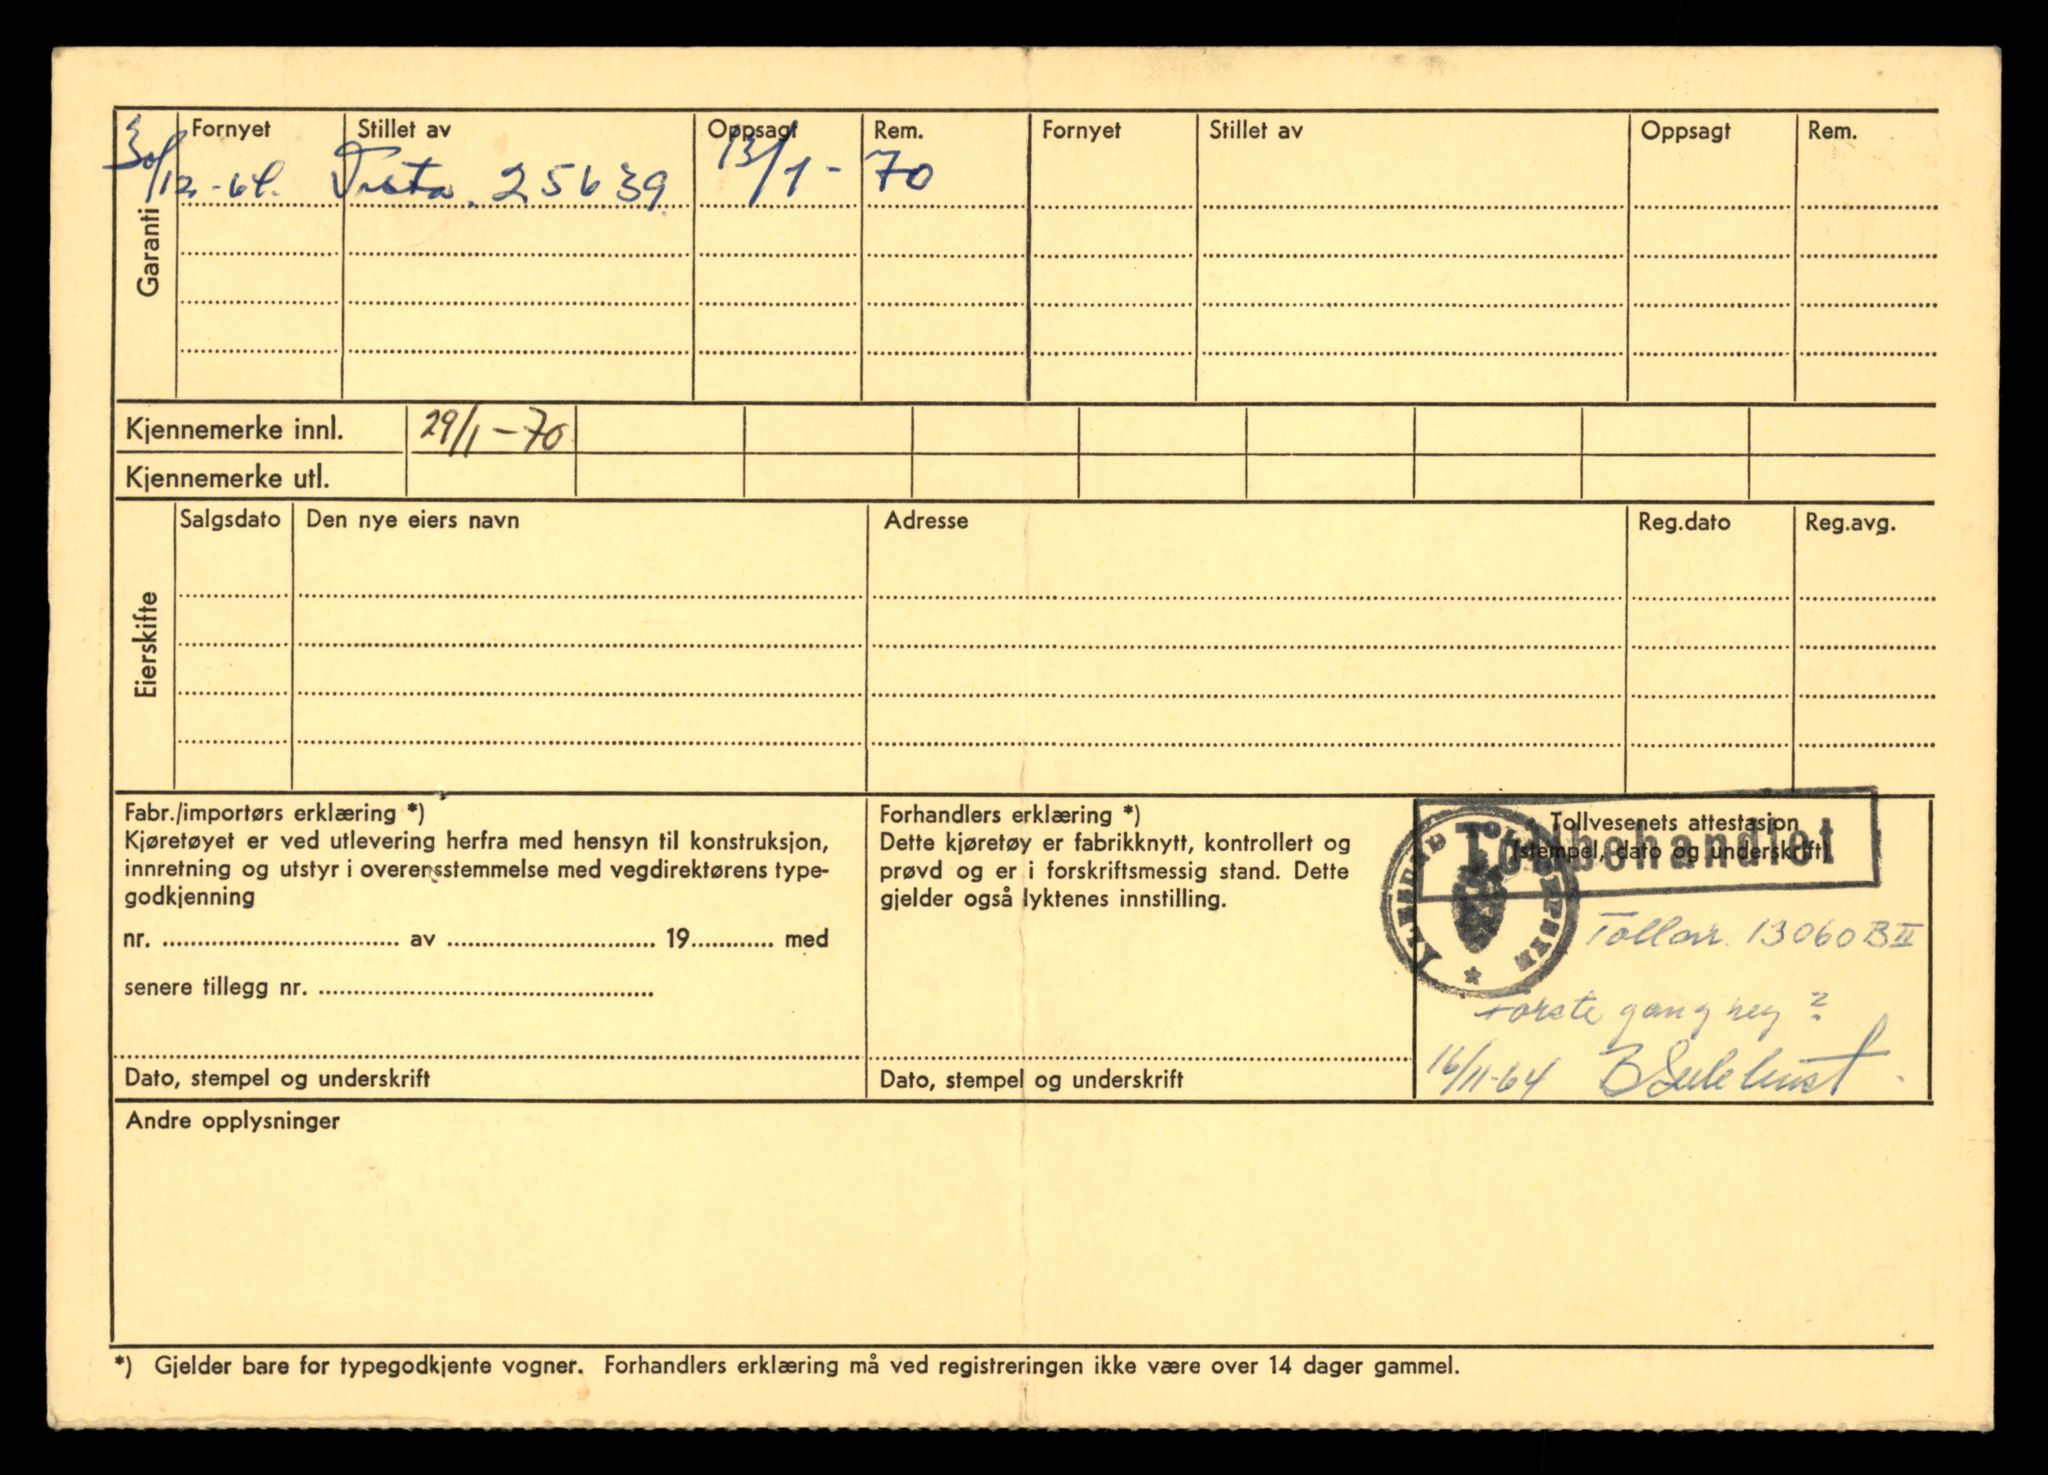 Garanti
Fornyet Stillet av Oppsagt Rem. Fornyet Stillet av Oppsagt Rem.
30/12-64. 25639 13/1-70
Kjennemerke innl. 29/1-70
Kjennemerke utl.
Eierskifte
Salgsdato Den nye eiers navn Adresse Reg.dato Reg.avg.
Fabr./importørs erklæring *)
Kjøretøyet er ved utlevering herfra med hensyn til konstruksjon,
innretning og utstyr i overensstemmelse med vegdirektørens type-
godkjenning
nr. ........ av ........ 19........ med
senere tillegg nr. ........
Dato, stempel og underskrift
Forhandlers erklæring *)
Dette kjøretøy er fabrikknytt, kontrollert og
prøvd og er i forskriftsmessig stand. Dette
gjelder også lyktenes innstilling.
Dato, stempel og underskrift
Tollvesenets attestasjon
(stempel, dato og underskrift)
Tollbehandlet
13060 B II
Første gang reg ?
16/11-64
Andre opplysninger
*) Gjelder bare for typegodkjente vogner. Forhandlers erklæring må ved registreringen ikke være over 14 dager gammel.